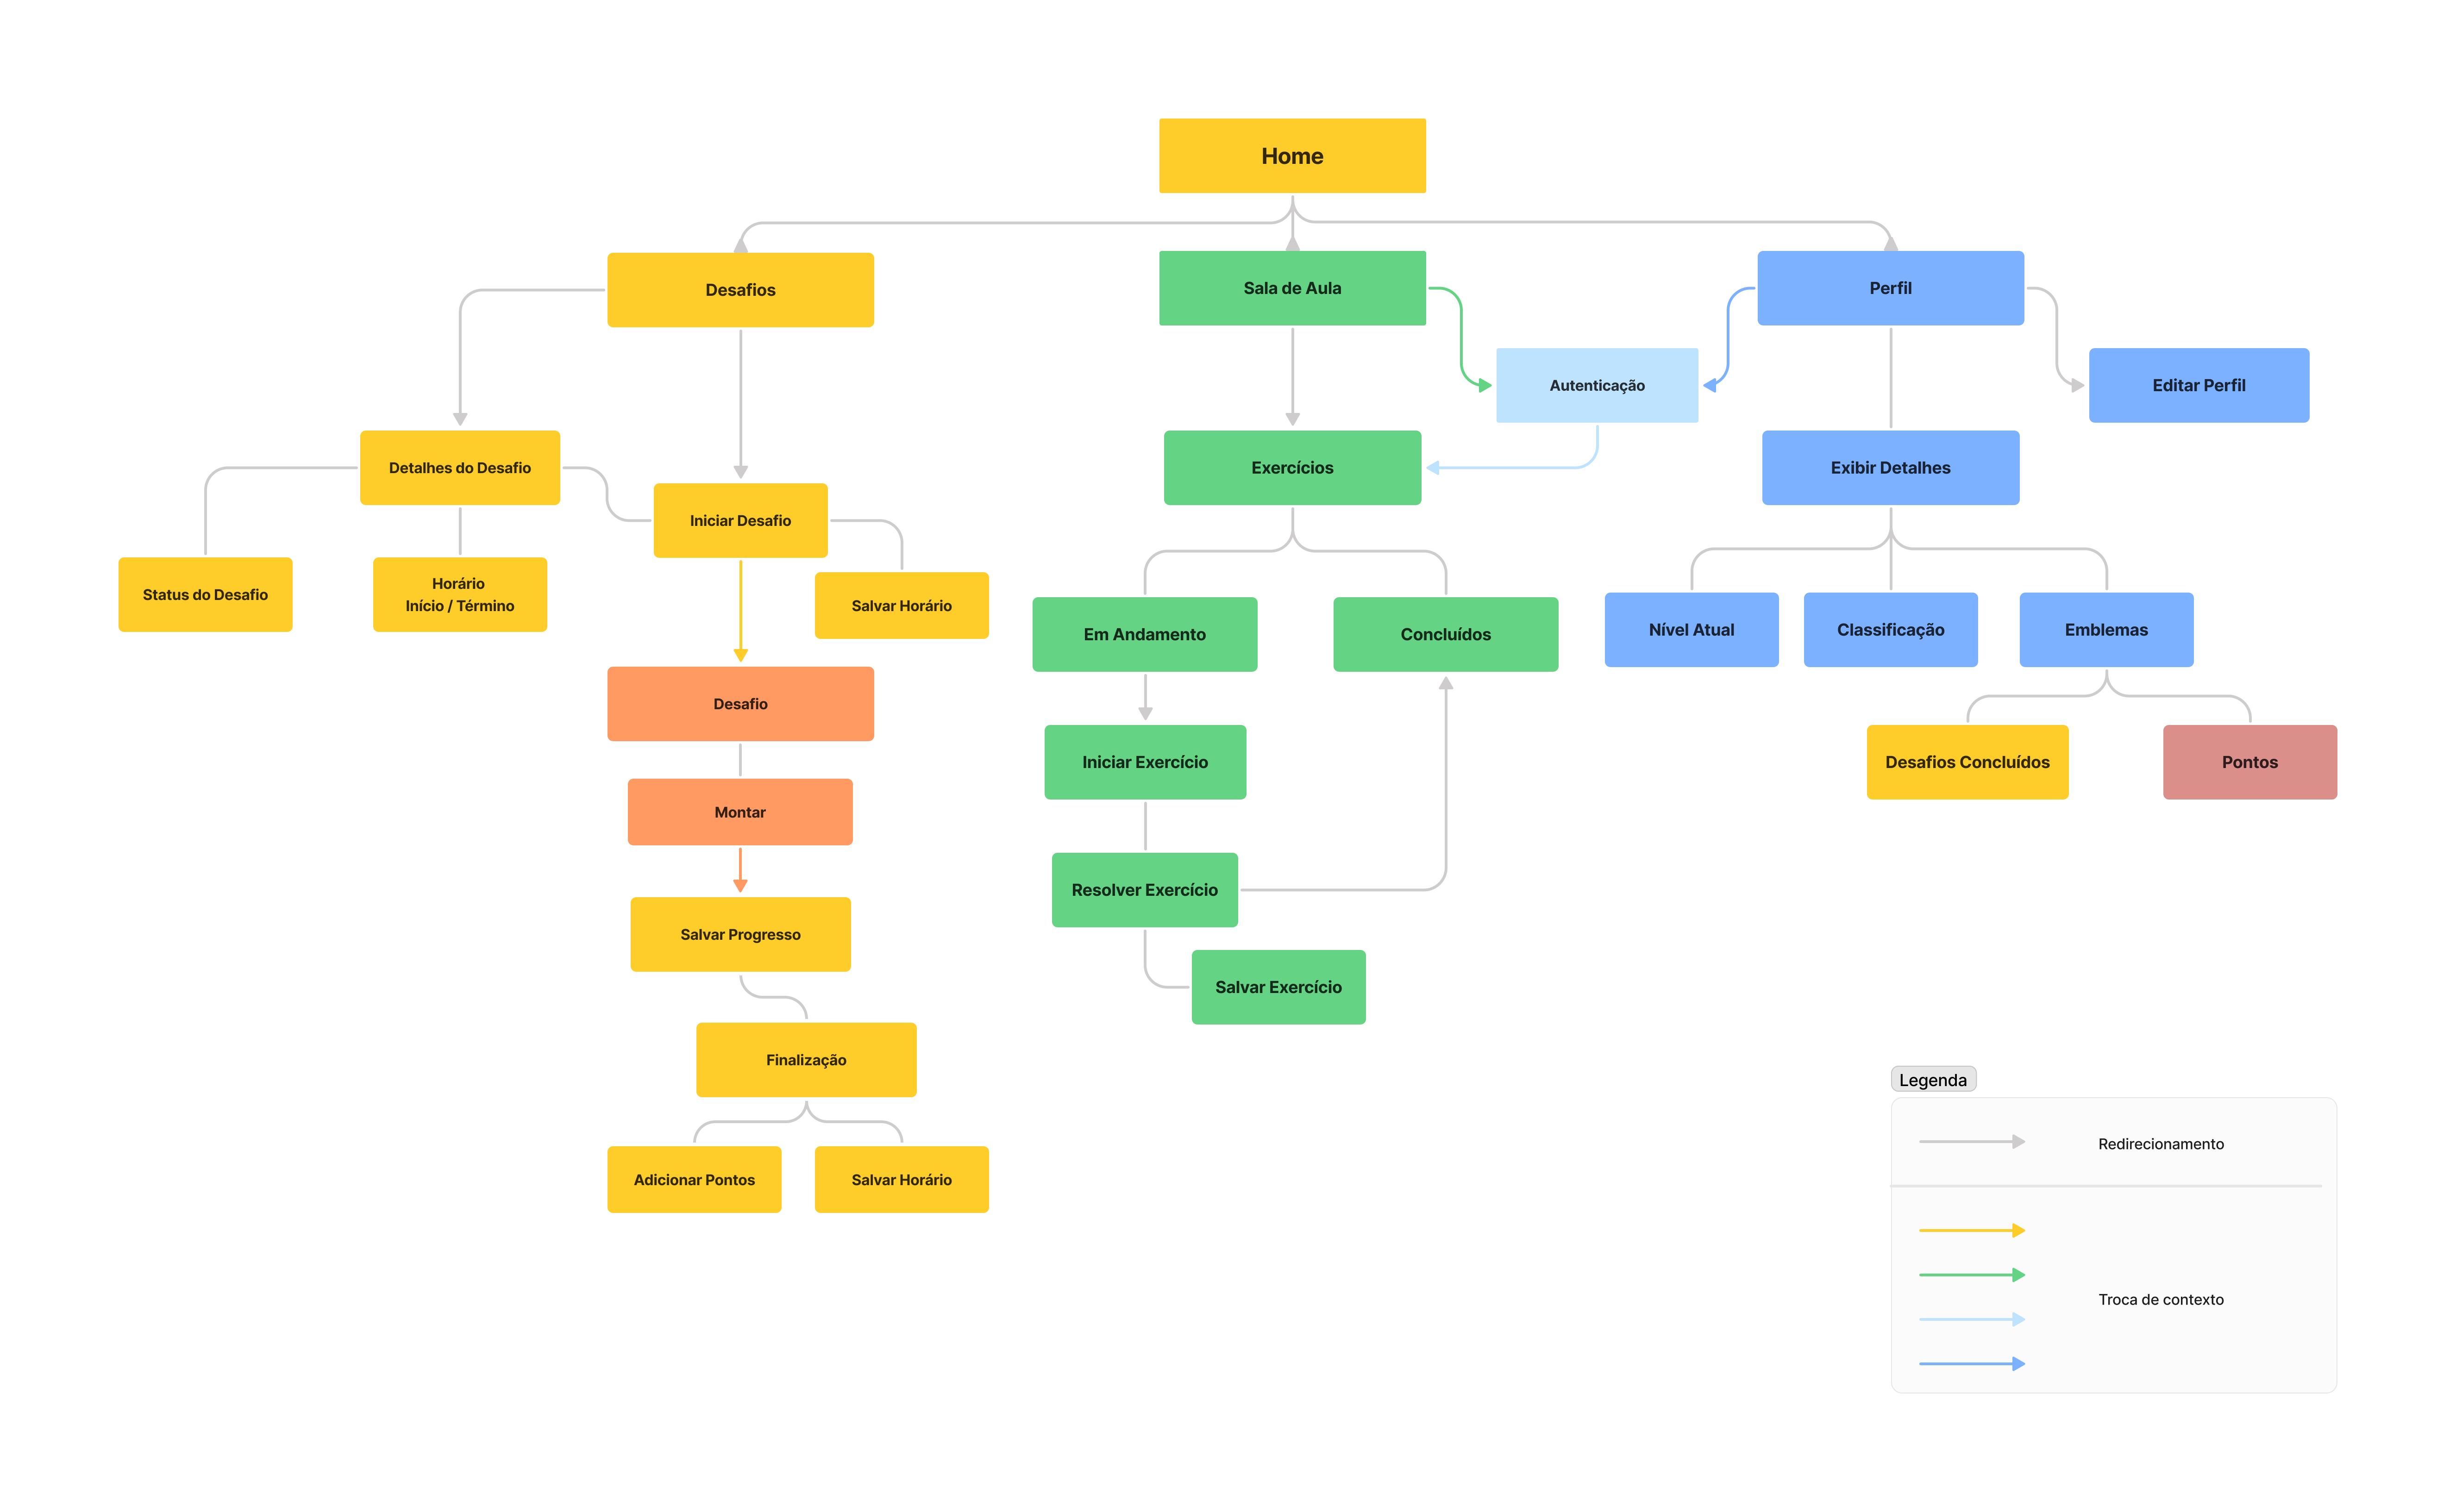 Home
Desafios
Sala de Aula
Perfil
Autenticação
Editar Perfil
Detalhes do Desafio
Iniciar Desafio
Exercícios
Exibir Detalhes
Status do Desafio
Horário
Início / Término
Salvar Horário
Em Andamento
Concluídos
Nível Atual
Classificação
Emblemas
Desafio
Iniciar Exercício
Desafios Concluídos
Pontos
Montar
Resolver Exercício
Salvar Progresso
Salvar Exercício
Finalização
Adicionar Pontos
Salvar Horário
Legenda
Redirecionamento
Troca de contexto